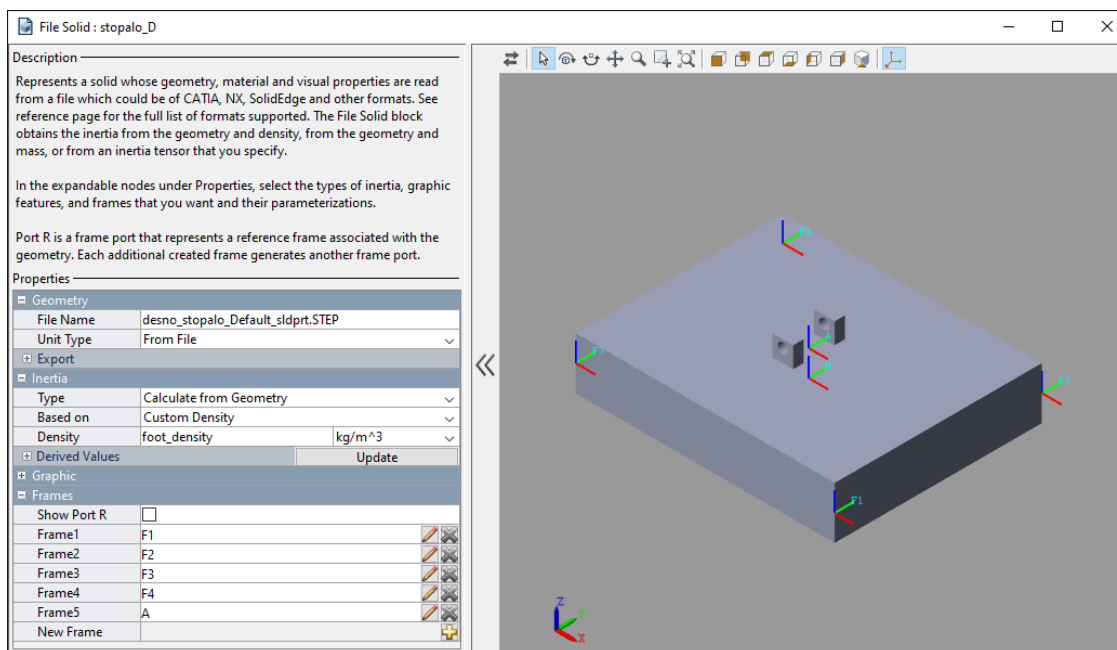 File Solid : stopalo_D
Description
Represents a solid whose geometry, material and visual properties are read
from a file which could be of CATIA, NX, SolidEdge and other formats. See
reference page for the full list of formats supported. The File Solid block
obtains the inertia from the geometry and density, from the geometry and
mass, or from an inertia tensor that you specify.
In the expandable nodes under Properties, select the types of inertia, graphic
features, and frames that you want and their parameterizations.
Port R is a frame port that represents a reference frame associated with the
geometry. Each additional created frame generates another frame port.
Properties
Geometry
File Name desno_stopalo_Default_sldprt.STEP
Unit Type From File
Export
Inertia
Type Calculate from Geometry
Based on Custom Density
Density foot_density kg/m^3
Derived Values Update
Graphic
Frames
Show Port R
Frame1 F1
Frame2 F2
Frame3 F3
Frame4 F4
Frame5 A
New Frame
F4
A
F2
F1
Z
Y
X